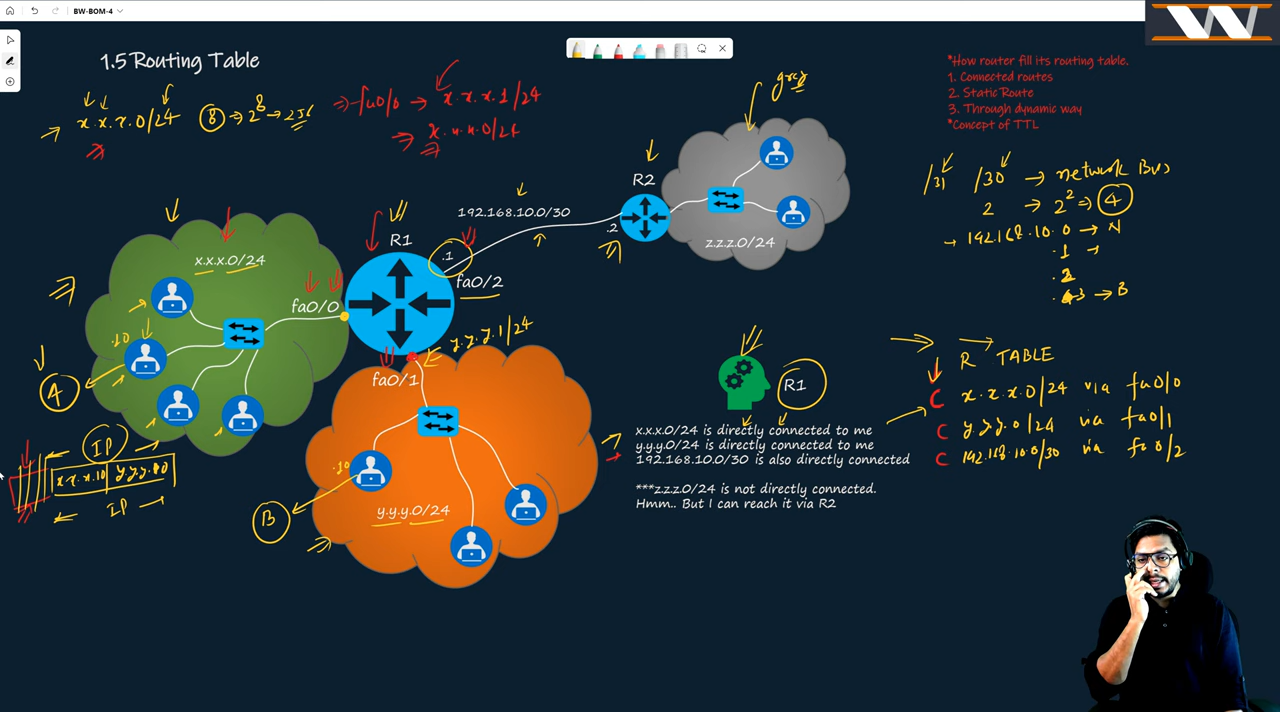 BW-BOM-4
W
1.5 Routing Table
x.x.x.0/24 8 → 2^8 → 256
⇒ fa0/0 → x.x.x.1/24
⇒ x.x.x.0/24
grey
*How router fill its routing table.
1. Connected routes
2. Static Route
3. Through dynamic way
*Concept of TTL
/31 /30 → network Bits
2 → 2^2 ⇒ 4
→ 192.168.10.0 → N
.1 →
.2
.3 → B
R2
.2
z.z.z.0/24
192.168.10.0/30
R1
.1
fa0/2
x.x.x.0/24
fa0/0
.10
A
IP
x.x.x.10 y.y.y.10
IP
y.y.y.1/24
fa0/1
.10
B
y.y.y.0/24
R1
x.x.x.0/24 is directly connected to me
y.y.y.0/24 is directly connected to me
192.168.10.0/30 is also directly connected
***z.z.z.0/24 is not directly connected.
Hmm.. But I can reach it via R2
R TABLE
C x.x.x.0/24 via fa0/0
C y.y.y.0/24 via fa0/1
C 192.168.10.0/30 via fa0/2